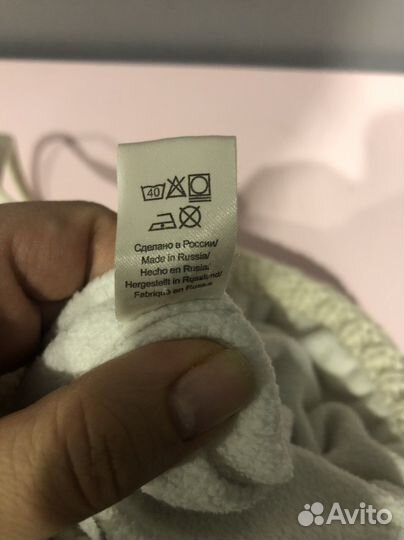 40
Сделано в России/
Made in Russia/
Hecho en Rusia/
Hergestellt in Russland/
Fabriqué en Russie
Avito